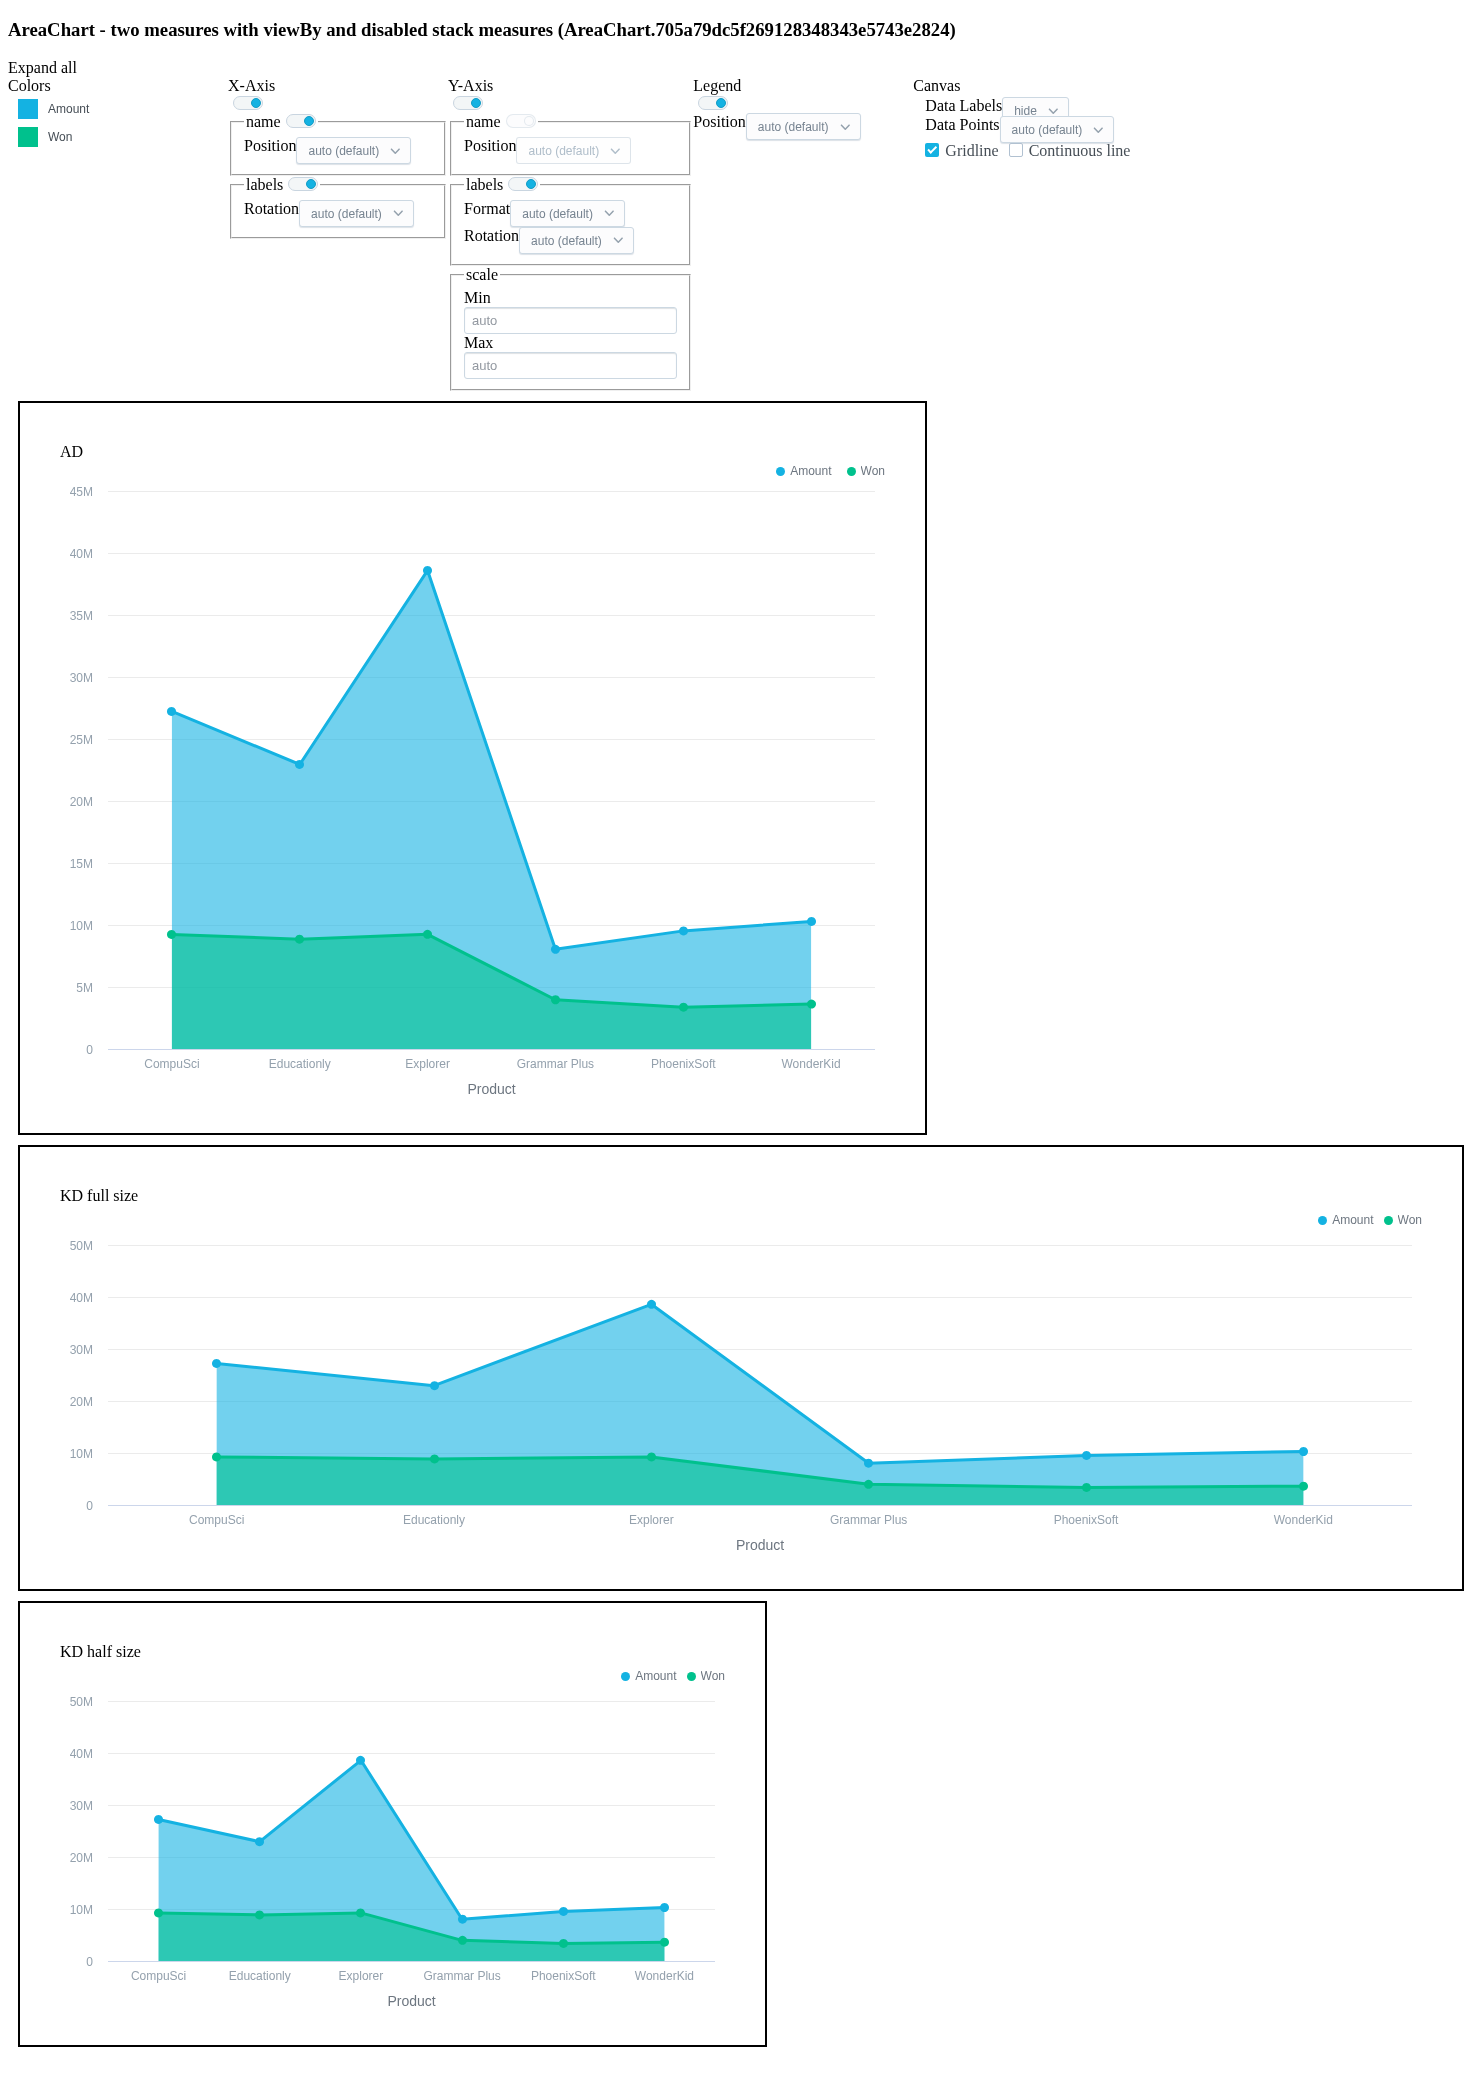 AreaChart - two measures with viewBy and disabled stack measures (AreaChart.705a79dc5f269128348343e5743e2824)
Expand all
Colors
Amount
Won
X-Axis
name
Position auto (default)
labels
Rotation auto (default)
Y-Axis
name
Position auto (default)
labels
Format auto (default)
Rotation auto (default)
scale
Min
auto
Max
auto
Legend
Position auto (default)
Canvas
Data Labels hide
Data Points auto (default)
Gridline Continuous line
AD
Amount Won
45M
40M
35M
30M
25M
20M
15M
10M
5M
0
CompuSci Educationly Explorer Grammar Plus PhoenixSoft WonderKid
Product
KD full size
Amount Won
50M
40M
30M
20M
10M
0
CompuSci Educationly Explorer Grammar Plus PhoenixSoft WonderKid
Product
KD half size
Amount Won
50M
40M
30M
20M
10M
0
CompuSci Educationly Explorer Grammar Plus PhoenixSoft WonderKid
Product